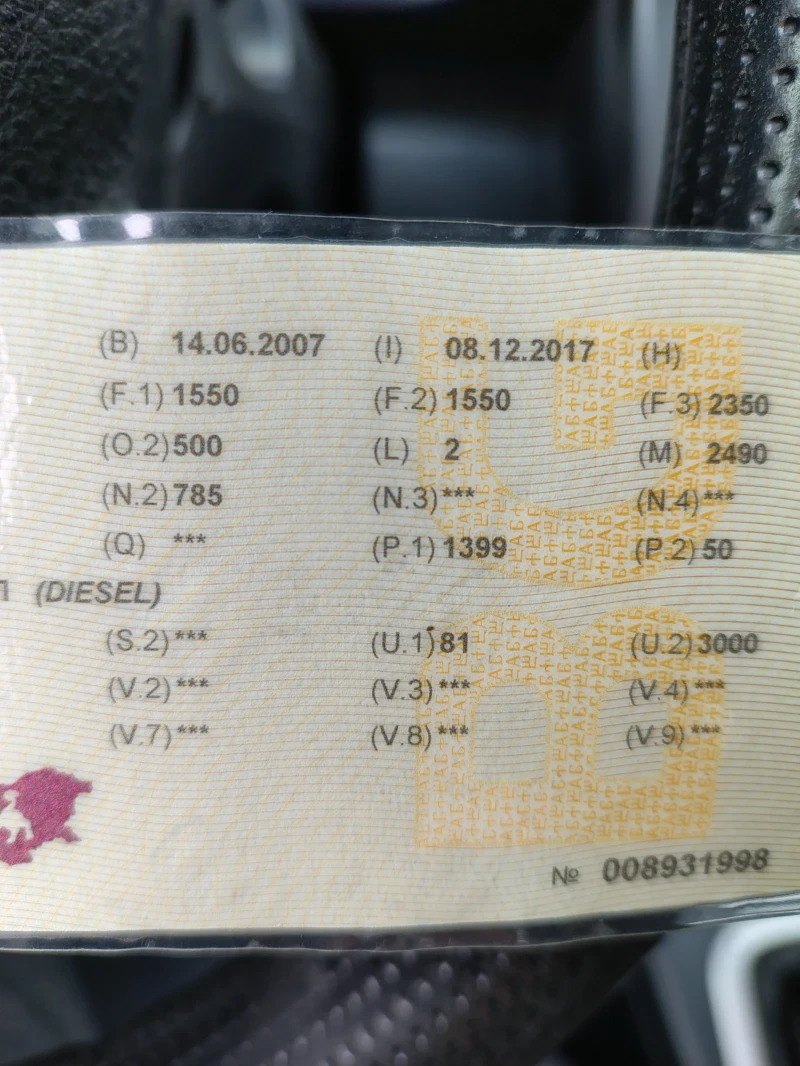 (B) 14.06.2007 (I) 08.12.2017 (H)
(F.1) 1550 (F.2) 1550 (F.3) 2350
(O.2) 500 (L) 2 (M) 2490
(N.2) 785 (N.3) *** (N.4) ***
(Q) *** (P.1) 1399 (P.2) 50
(DIESEL)
(S.2) *** (U.1) 81 (U.2) 3000
(V.2) *** (V.3) *** (V.4) ***
(V.7) *** (V.8) *** (V.9) ***
№ 008931998